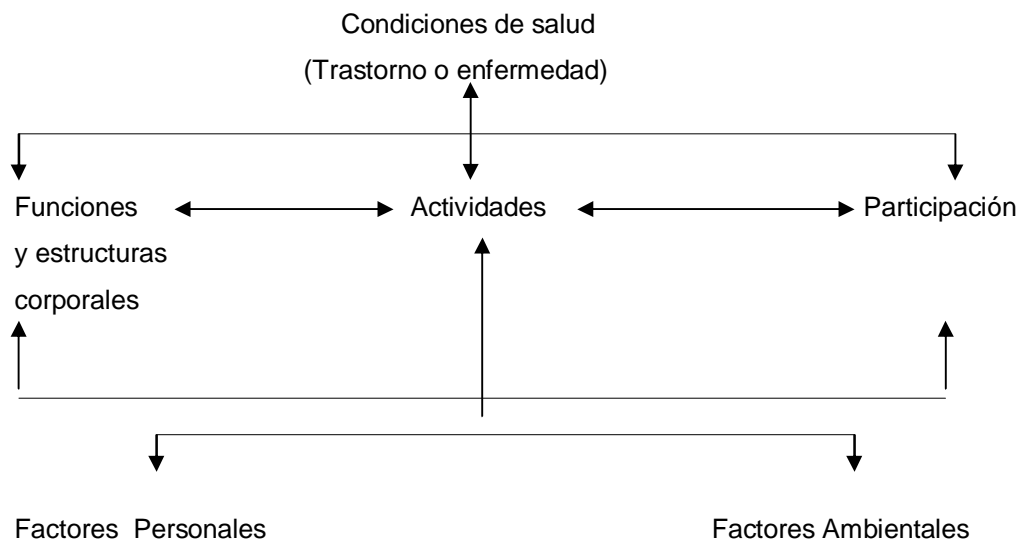 Condiciones de salud
(Trastorno o enfermedad)
Funciones
y estructuras
corporales
Actividades
Participación
Factores Personales
Factores Ambientales